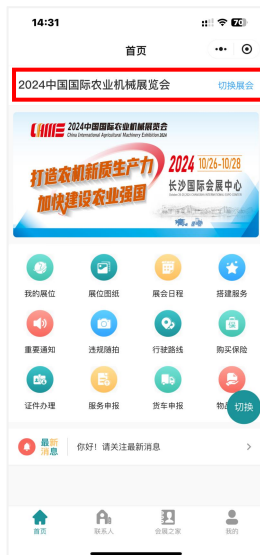 14:31
70
首页
2024中国国际农业机械展览会
切换展会
2024中国国际农业机械展览会
China International Agricultural Machinery Exhibition 2024
打造农机新质生产力
加快建设农业强国
2024 10/26-10/28
长沙国际会展中心
我的展位
展位图纸
展会日程
搭建服务
重要通知
违规随拍
行驶路线
购买保险
证件办理
服务申报
货车申报
切换
最新
消息
你好！请关注最新消息
首页
联系人
会展之家
我的